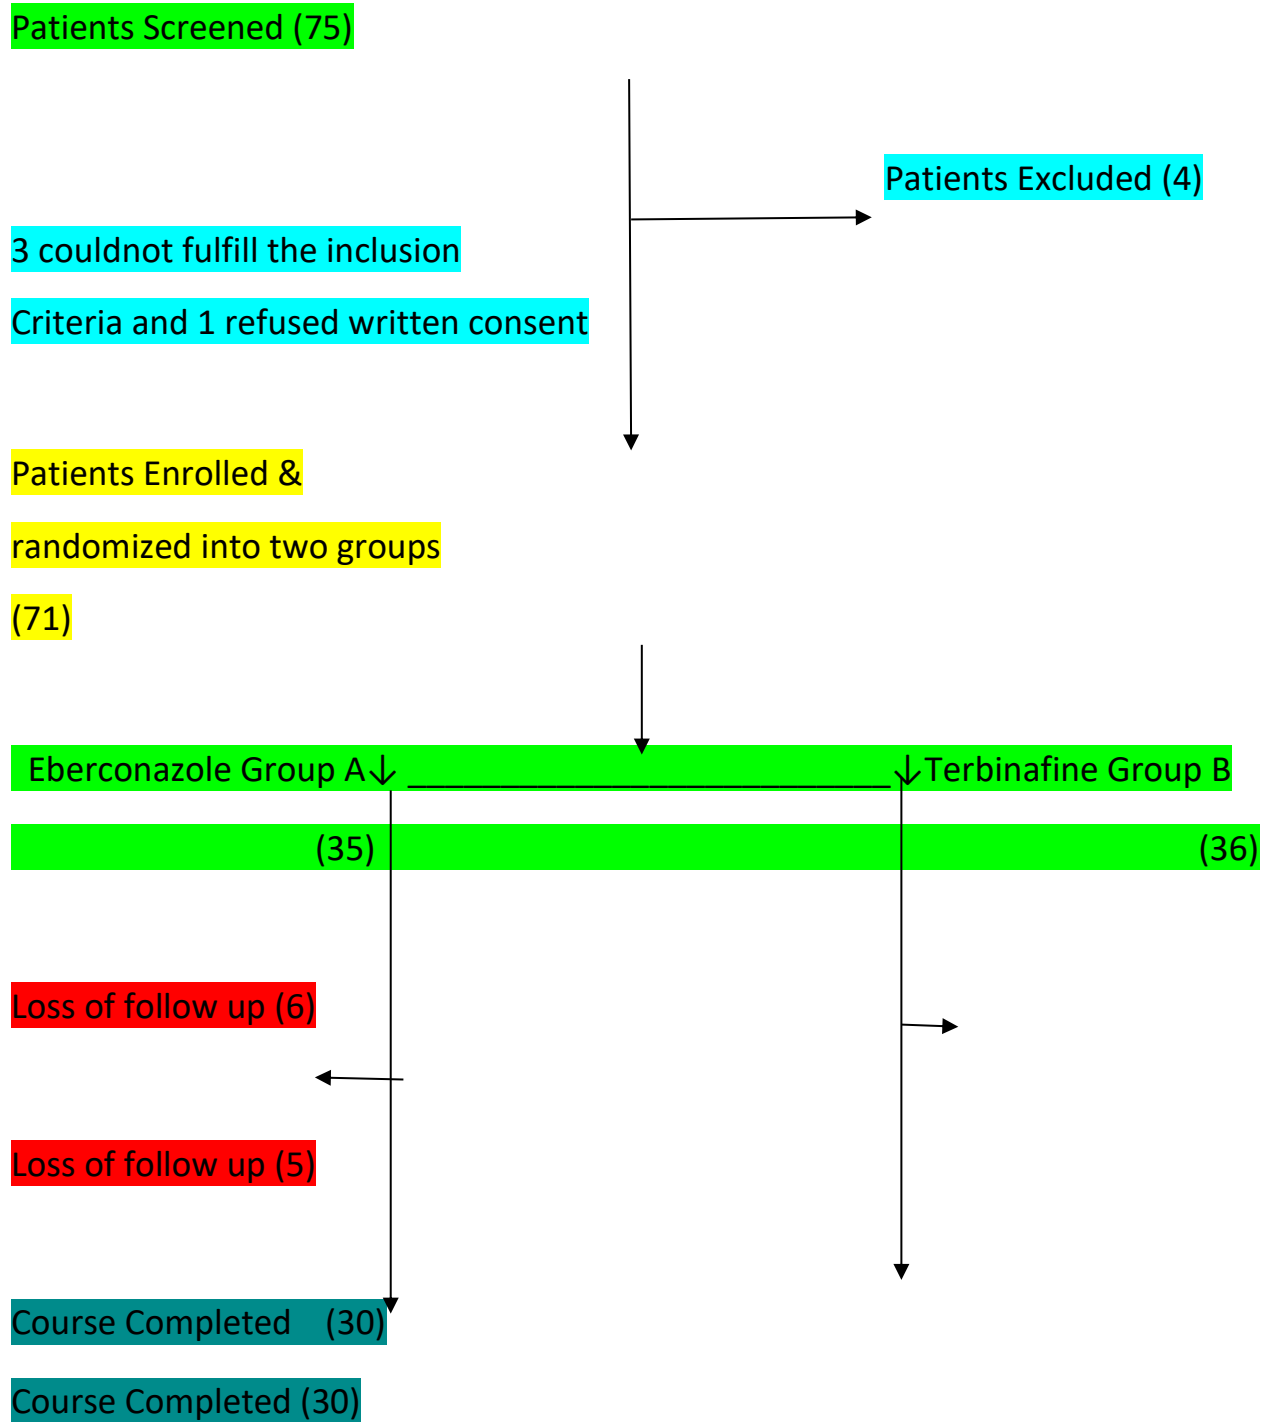 Patients Screened (75)
Patients Excluded (4)
3 couldnot fulfill the inclusion
Criteria and 1 refused written consent
Patients Enrolled &
randomized into two groups
(71)
Eberconazole Group A↓ __________________________ ↓Terbinafine Group B
(35) (36)
Loss of follow up (6)
Loss of follow up (5)
Course Completed (30)
Course Completed (30)